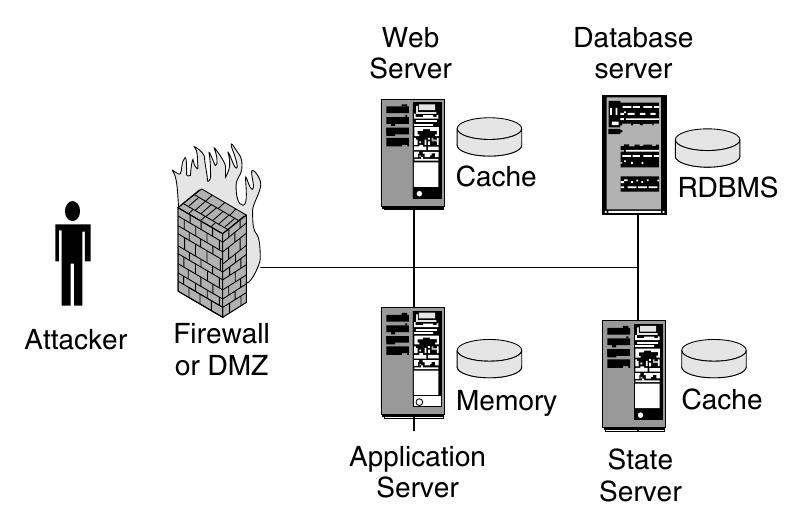 Web
Server
Database
server
Cache
RDBMS
Attacker
Firewall
or DMZ
Memory
Cache
Application
Server
State
Server